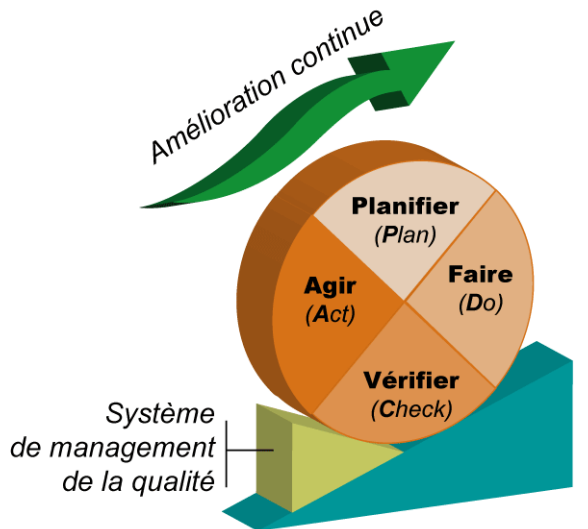 Amélioration continue
Planifier
(Plan)
Faire
(Do)
Agir
(Act)
Vérifier
(Check)
Système
de management
de la qualité